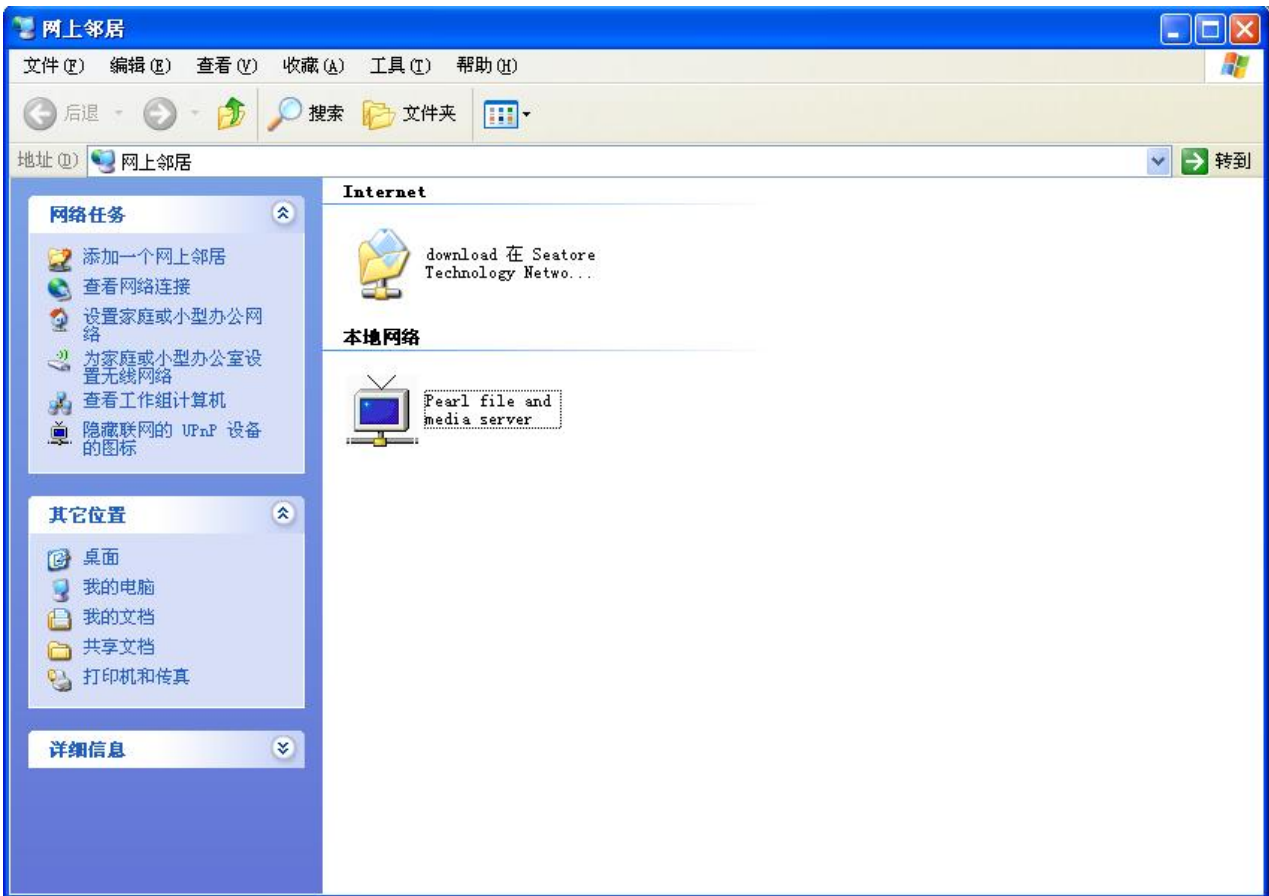 网上邻居
文件(F) 编辑(E) 查看(V) 收藏(A) 工具(T) 帮助(H)
后退 搜索 文件夹
地址(D) 网上邻居 转到
网络任务
添加一个网上邻居
查看网络连接
设置家庭或小型办公网
络
为家庭或小型办公室设
置无线网络
查看工作组计算机
隐藏联网的 UPnP 设备
的图标
其它位置
桌面
我的电脑
我的文档
共享文档
打印机和传真
详细信息
Internet
download 在 Seatore
Technology Netwo...
本地网络
Pearl file and
media server